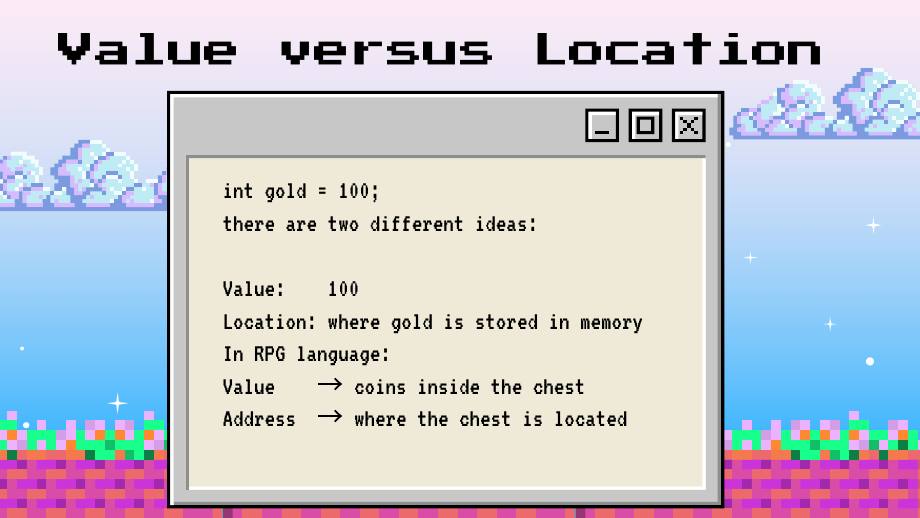 Value versus Location
int gold = 100;
there are two different ideas:
Value: 100
Location: where gold is stored in memory
In RPG language:
Value → coins inside the chest
Address → where the chest is located